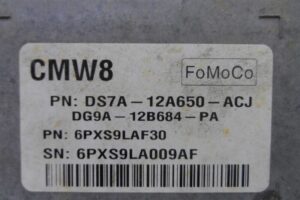 CMW8
FoMoCo
PN: DS7A-12A650-ACJ
DG9A-12B684-PA
PN: 6PXS9LAF30
SN: 6PXS9LA009AF